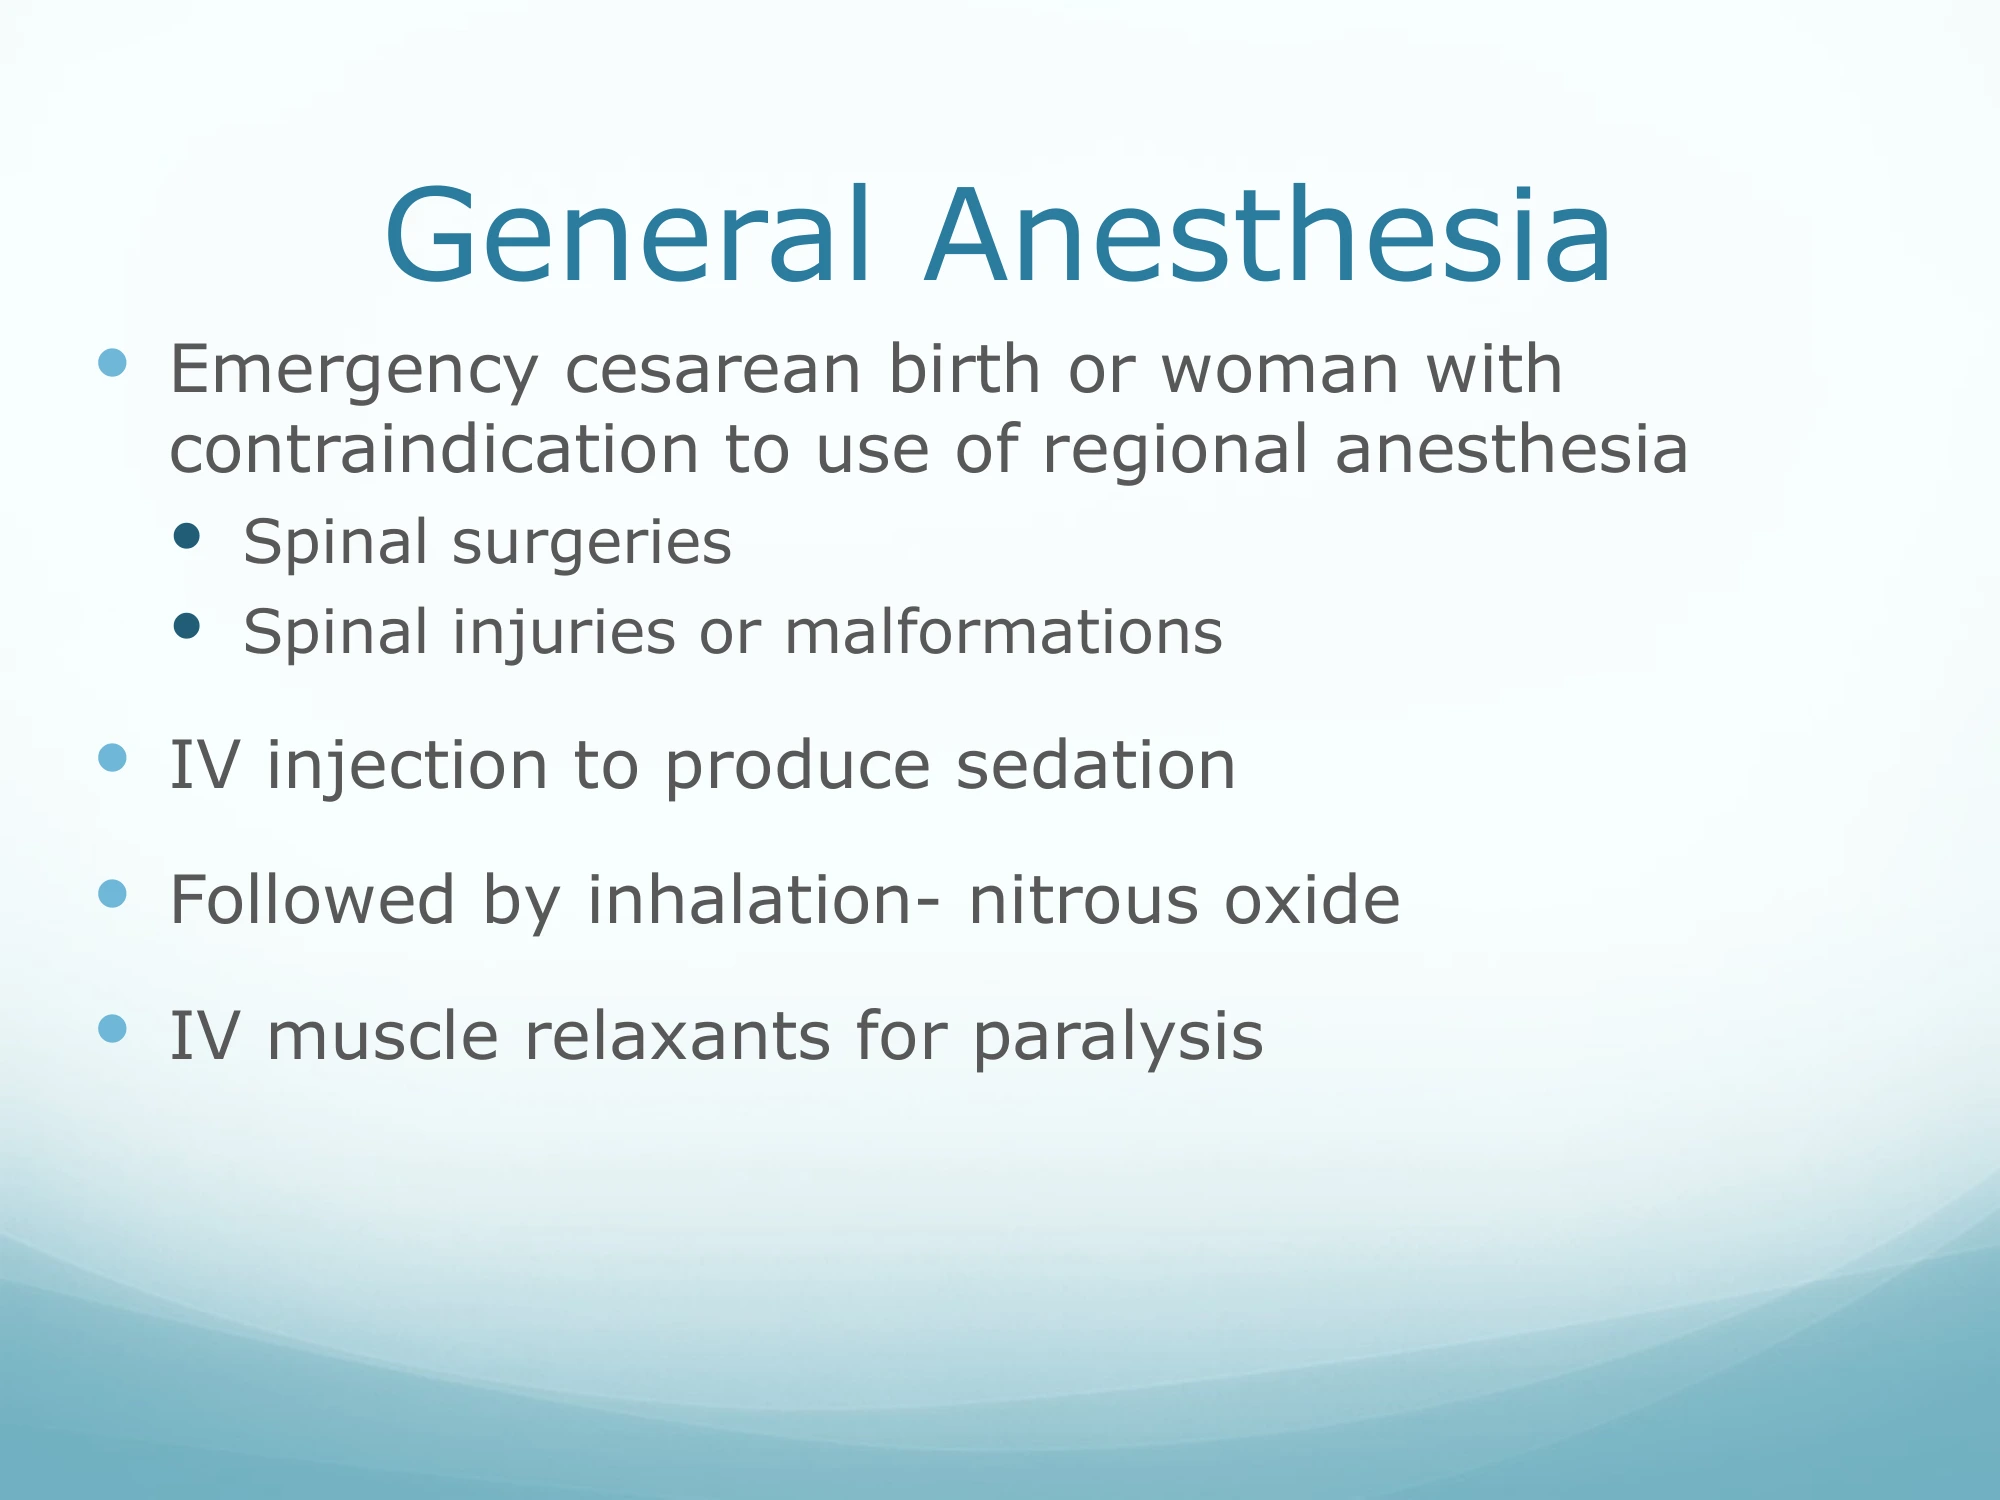 General Anesthesia
• Emergency cesarean birth or woman with
contraindication to use of regional anesthesia
• Spinal surgeries
• Spinal injuries or malformations
• IV injection to produce sedation
• Followed by inhalation- nitrous oxide
• IV muscle relaxants for paralysis